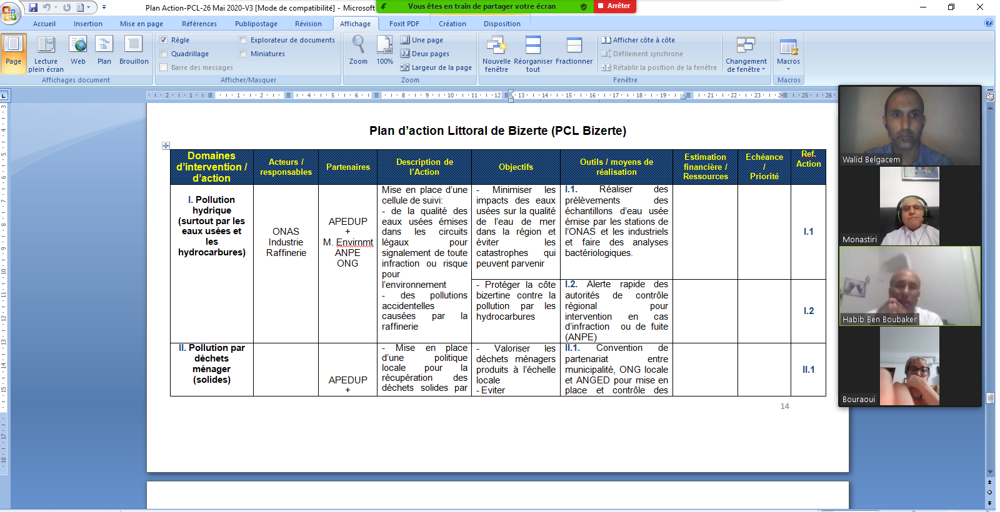 Plan Action-PCL-26 Mai 2020-V3 [Mode de compatibilité] - Microsoft
Vous êtes en train de partager votre écran
Arrêter
Accueil
Insertion
Mise en page
Références
Publipostage
Révision
Affichage
Foxit PDF
Création
Disposition
Page
Lecture
plein écran
Web
Plan
Brouillon
Affichages document
Règle
Quadrillage
Barre des messages
Explorateur de documents
Miniatures
Afficher/Masquer
Zoom
100%
Une page
Deux pages
Largeur de la page
Zoom
Nouvelle
fenêtre
Réorganiser
tout
Fractionner
Afficher côte à côte
Défilement synchrone
Rétablir la position de la fenêtre
Changement
de fenêtre
Fenêtre
Macros
Macros
Plan d’action Littoral de Bizerte (PCL Bizerte)
Domaines
d’intervention /
d’action
Acteurs /
responsables
Partenaires
Description de
l’Action
Objectifs
Outils / moyens de
réalisation
Estimation
financière /
Ressources
Echéance
/
Priorité
Ref.
Action
I. Pollution
hydrique
(surtout par les
eaux usées et
les
hydrocarbures)
ONAS
Industrie
Raffinerie
APEDUP
+
M. Envirnmt
ANPE
ONG
Mise en place d’une
cellule de suivi:
- de la qualité des
eaux usées émises
dans les circuits
légaux pour
signalement de toute
infraction ou risque
pour
l’environnement
- des pollutions
accidentelles
causées par la
raffinerie
- Minimiser les
impacts des eaux
usées sur la qualité
de l’eau de mer
dans la région et
éviter les
catastrophes qui
peuvent parvenir
I.1. Réaliser des
prélèvements des
échantillons d’eau usée
émise par les stations de
l’ONAS et les industriels
et faire des analyses
bactériologiques.
I.1
- Protéger la côte
bizertine contre la
pollution par les
hydrocarbures
I.2. Alerte rapide des
autorités de contrôle
régional pour
intervention en cas
d’infraction ou de fuite
(ANPE)
I.2
II. Pollution par
déchets
ménager
(solides)
APEDUP
+
- Mise en place
d’une politique
locale pour la
récupération des
déchets solides par
- Valoriser les
déchets ménagers
produits à l’échelle
locale
- Eviter
II.1. Convention de
partenariat entre
municipalité, ONG locale
et ANGED pour mise en
place et contrôle des
II.1
14
Walid Belgacem
Monastiri
Habib Ben Boubaker
Bouraoui